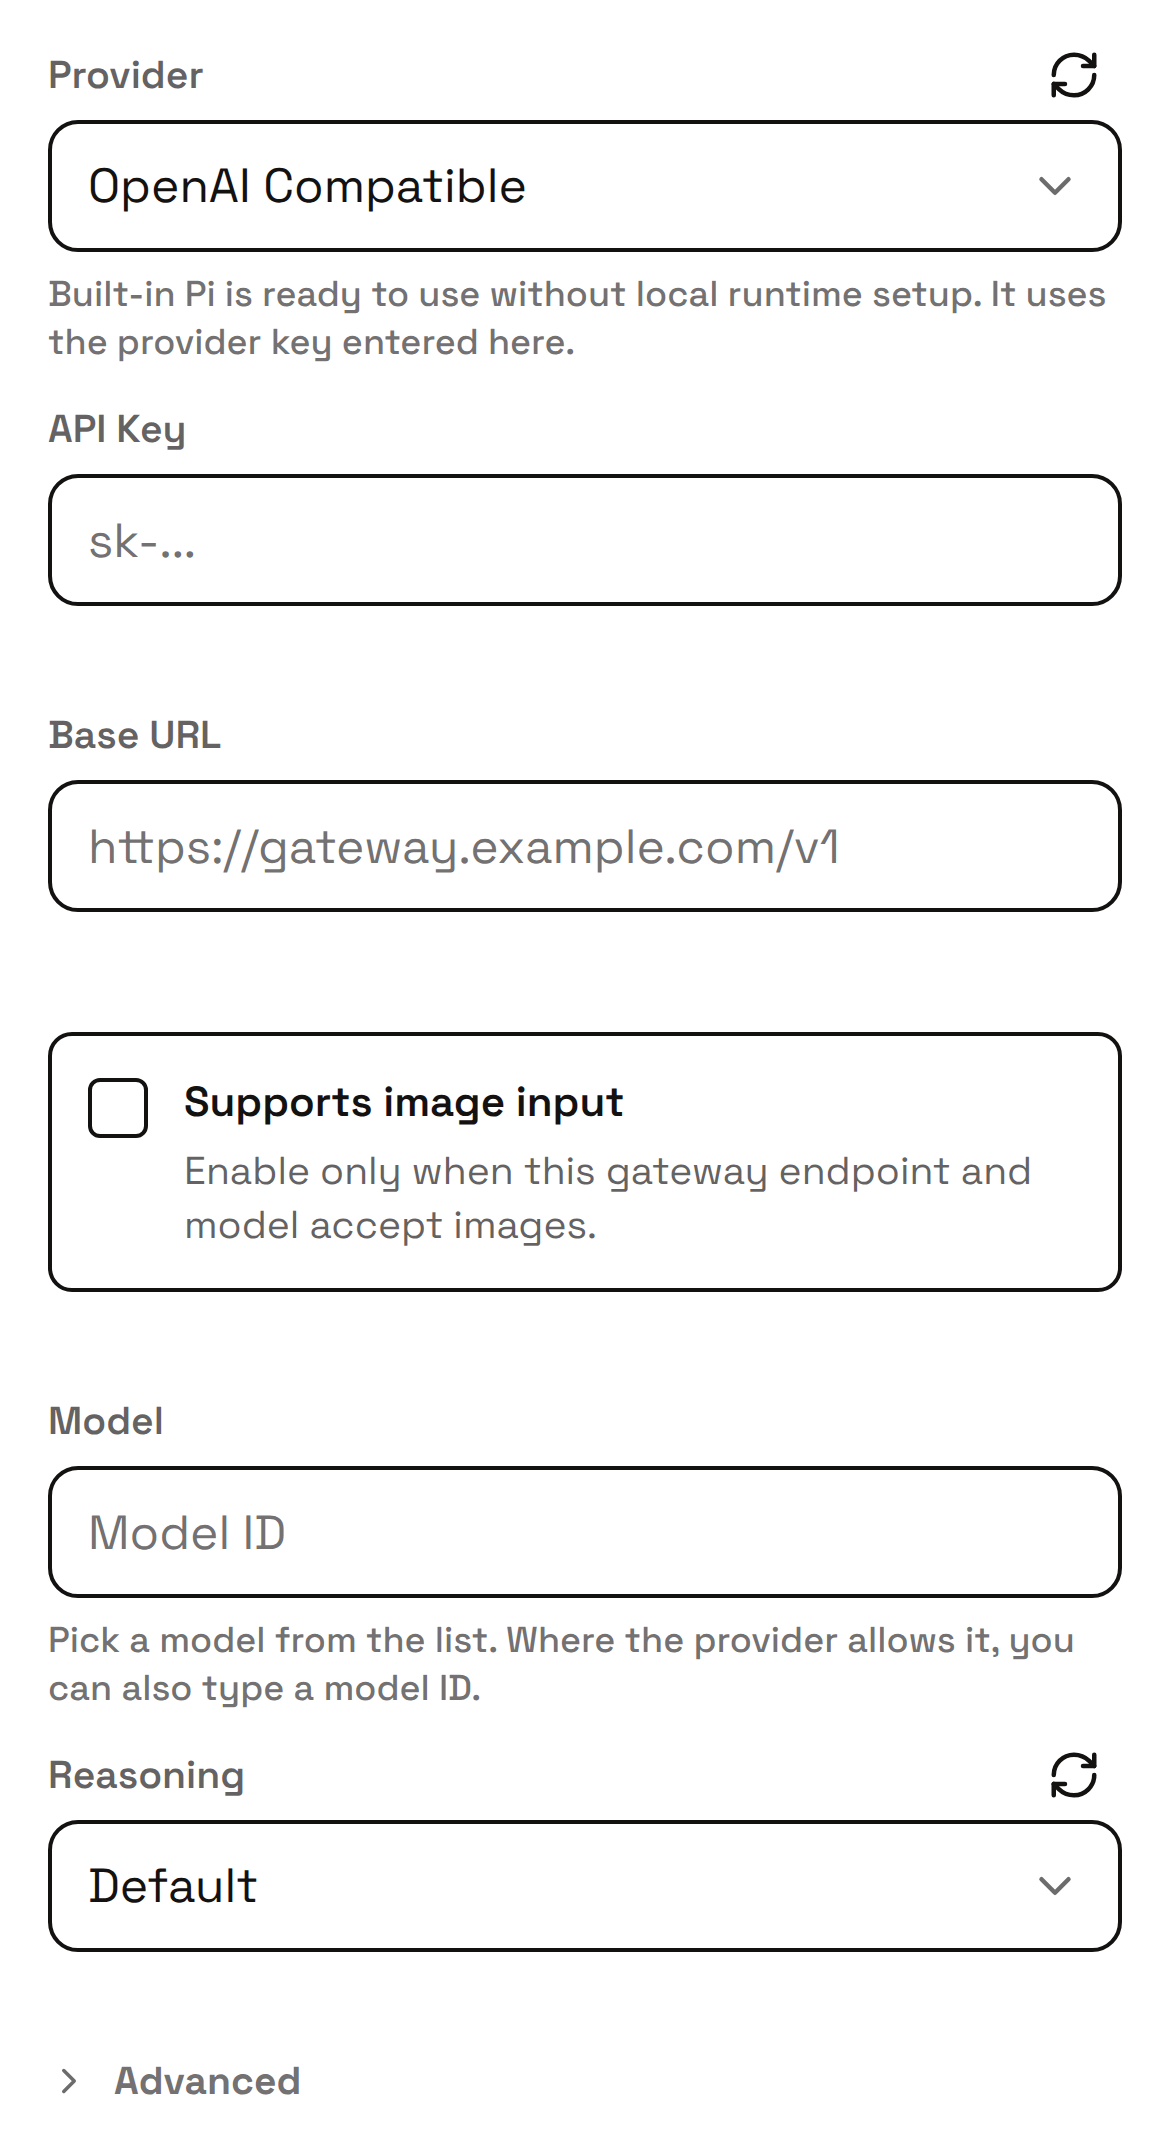 Provider
OpenAI Compatible
Built-in Pi is ready to use without local runtime setup. It uses
the provider key entered here.
API Key
sk-...
Base URL
https://gateway.example.com/v1
Supports image input
Enable only when this gateway endpoint and
model accept images.
Model
Model ID
Pick a model from the list. Where the provider allows it, you
can also type a model ID.
Reasoning
Default
Advanced